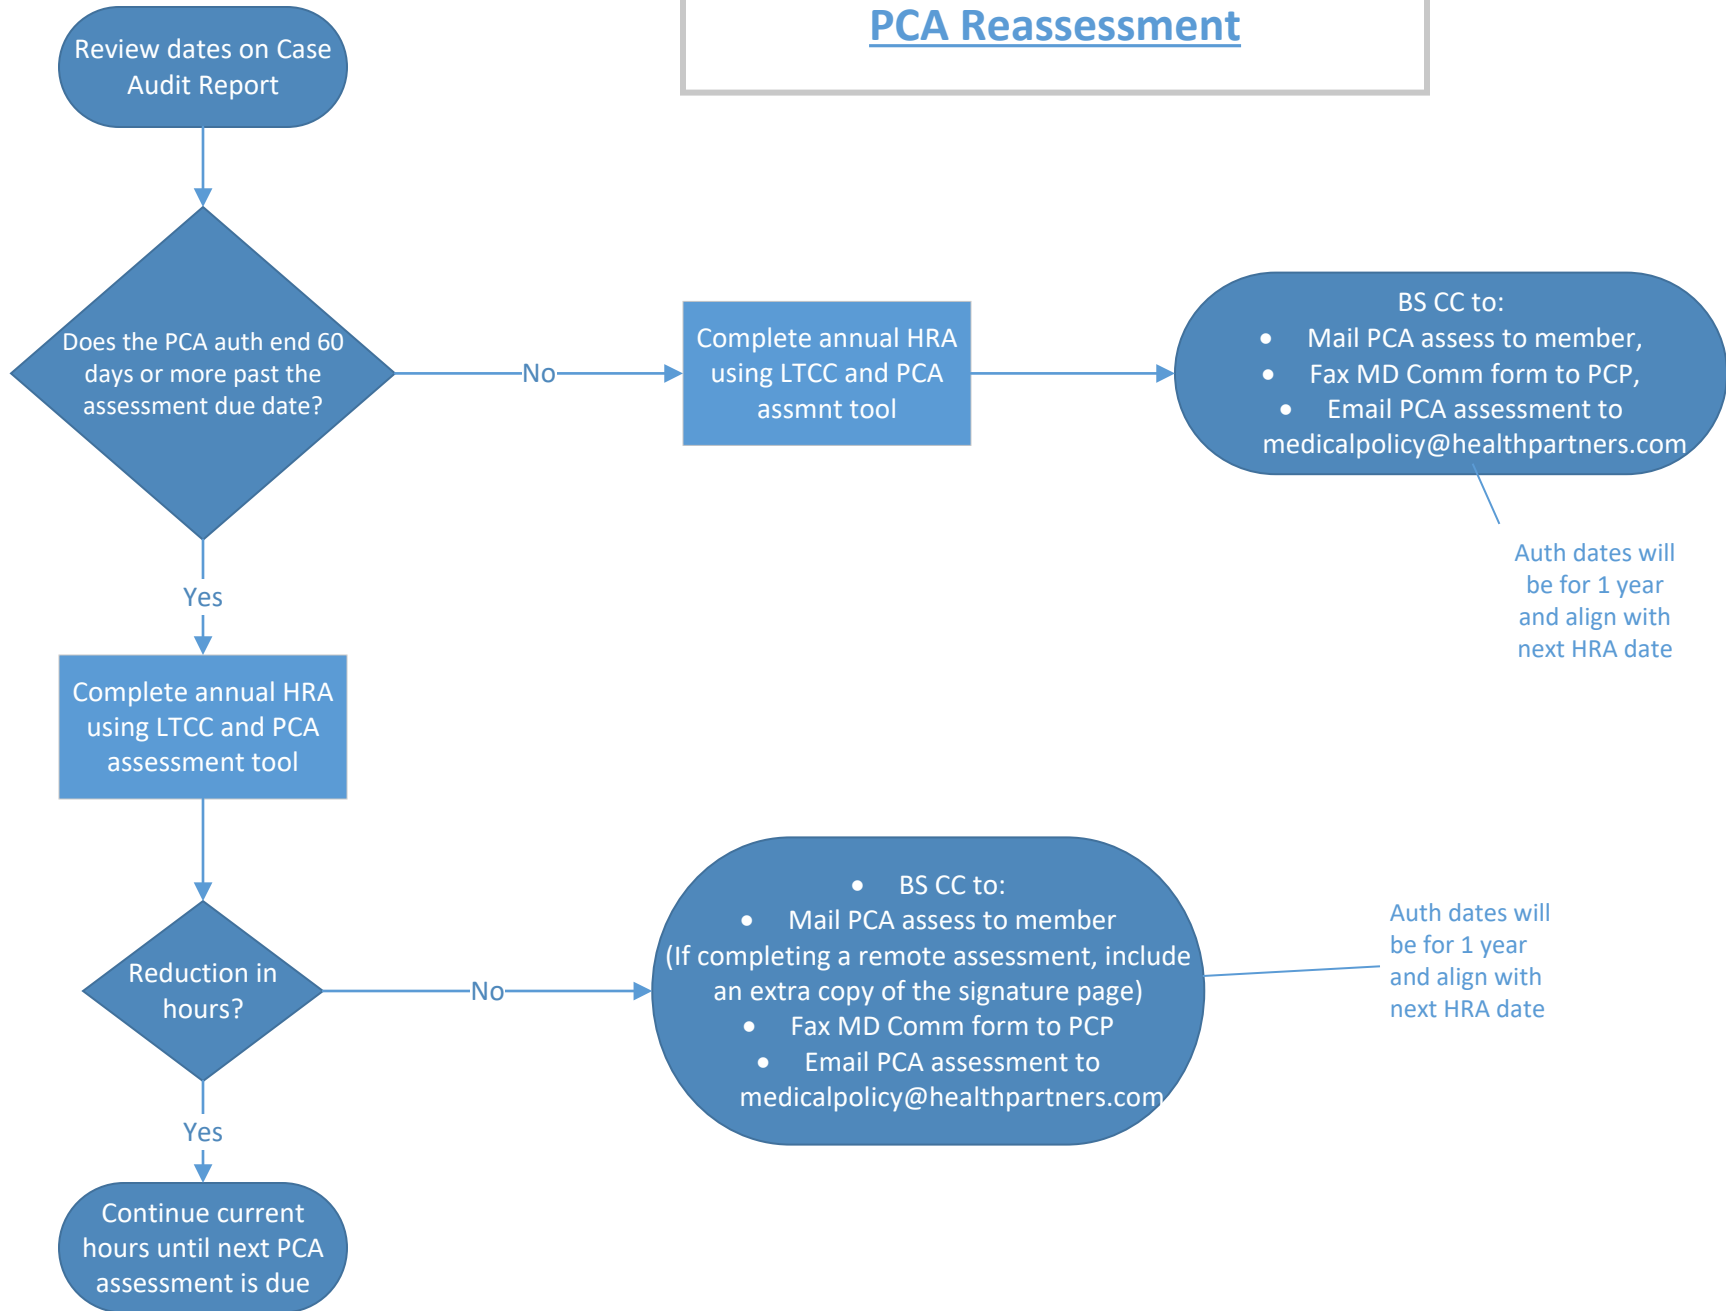 PCA Reassessment
Review dates on Case
Audit Report
Does the PCA auth end 60
days or more past the
assessment due date?
No
Complete annual HRA
using LTCC and PCA
assmnt tool
BS CC to:
• Mail PCA assess to member,
• Fax MD Comm form to PCP,
• Email PCA assessment to
medicalpolicy@healthpartners.com
Auth dates will
be for 1 year
and align with
next HRA date
Yes
Complete annual HRA
using LTCC and PCA
assessment tool
Reduction in
hours?
No
• BS CC to:
• Mail PCA assess to member
(If completing a remote assessment, include
an extra copy of the signature page)
• Fax MD Comm form to PCP
• Email PCA assessment to
medicalpolicy@healthpartners.com
Auth dates will
be for 1 year
and align with
next HRA date
Yes
Continue current
hours until next PCA
assessment is due